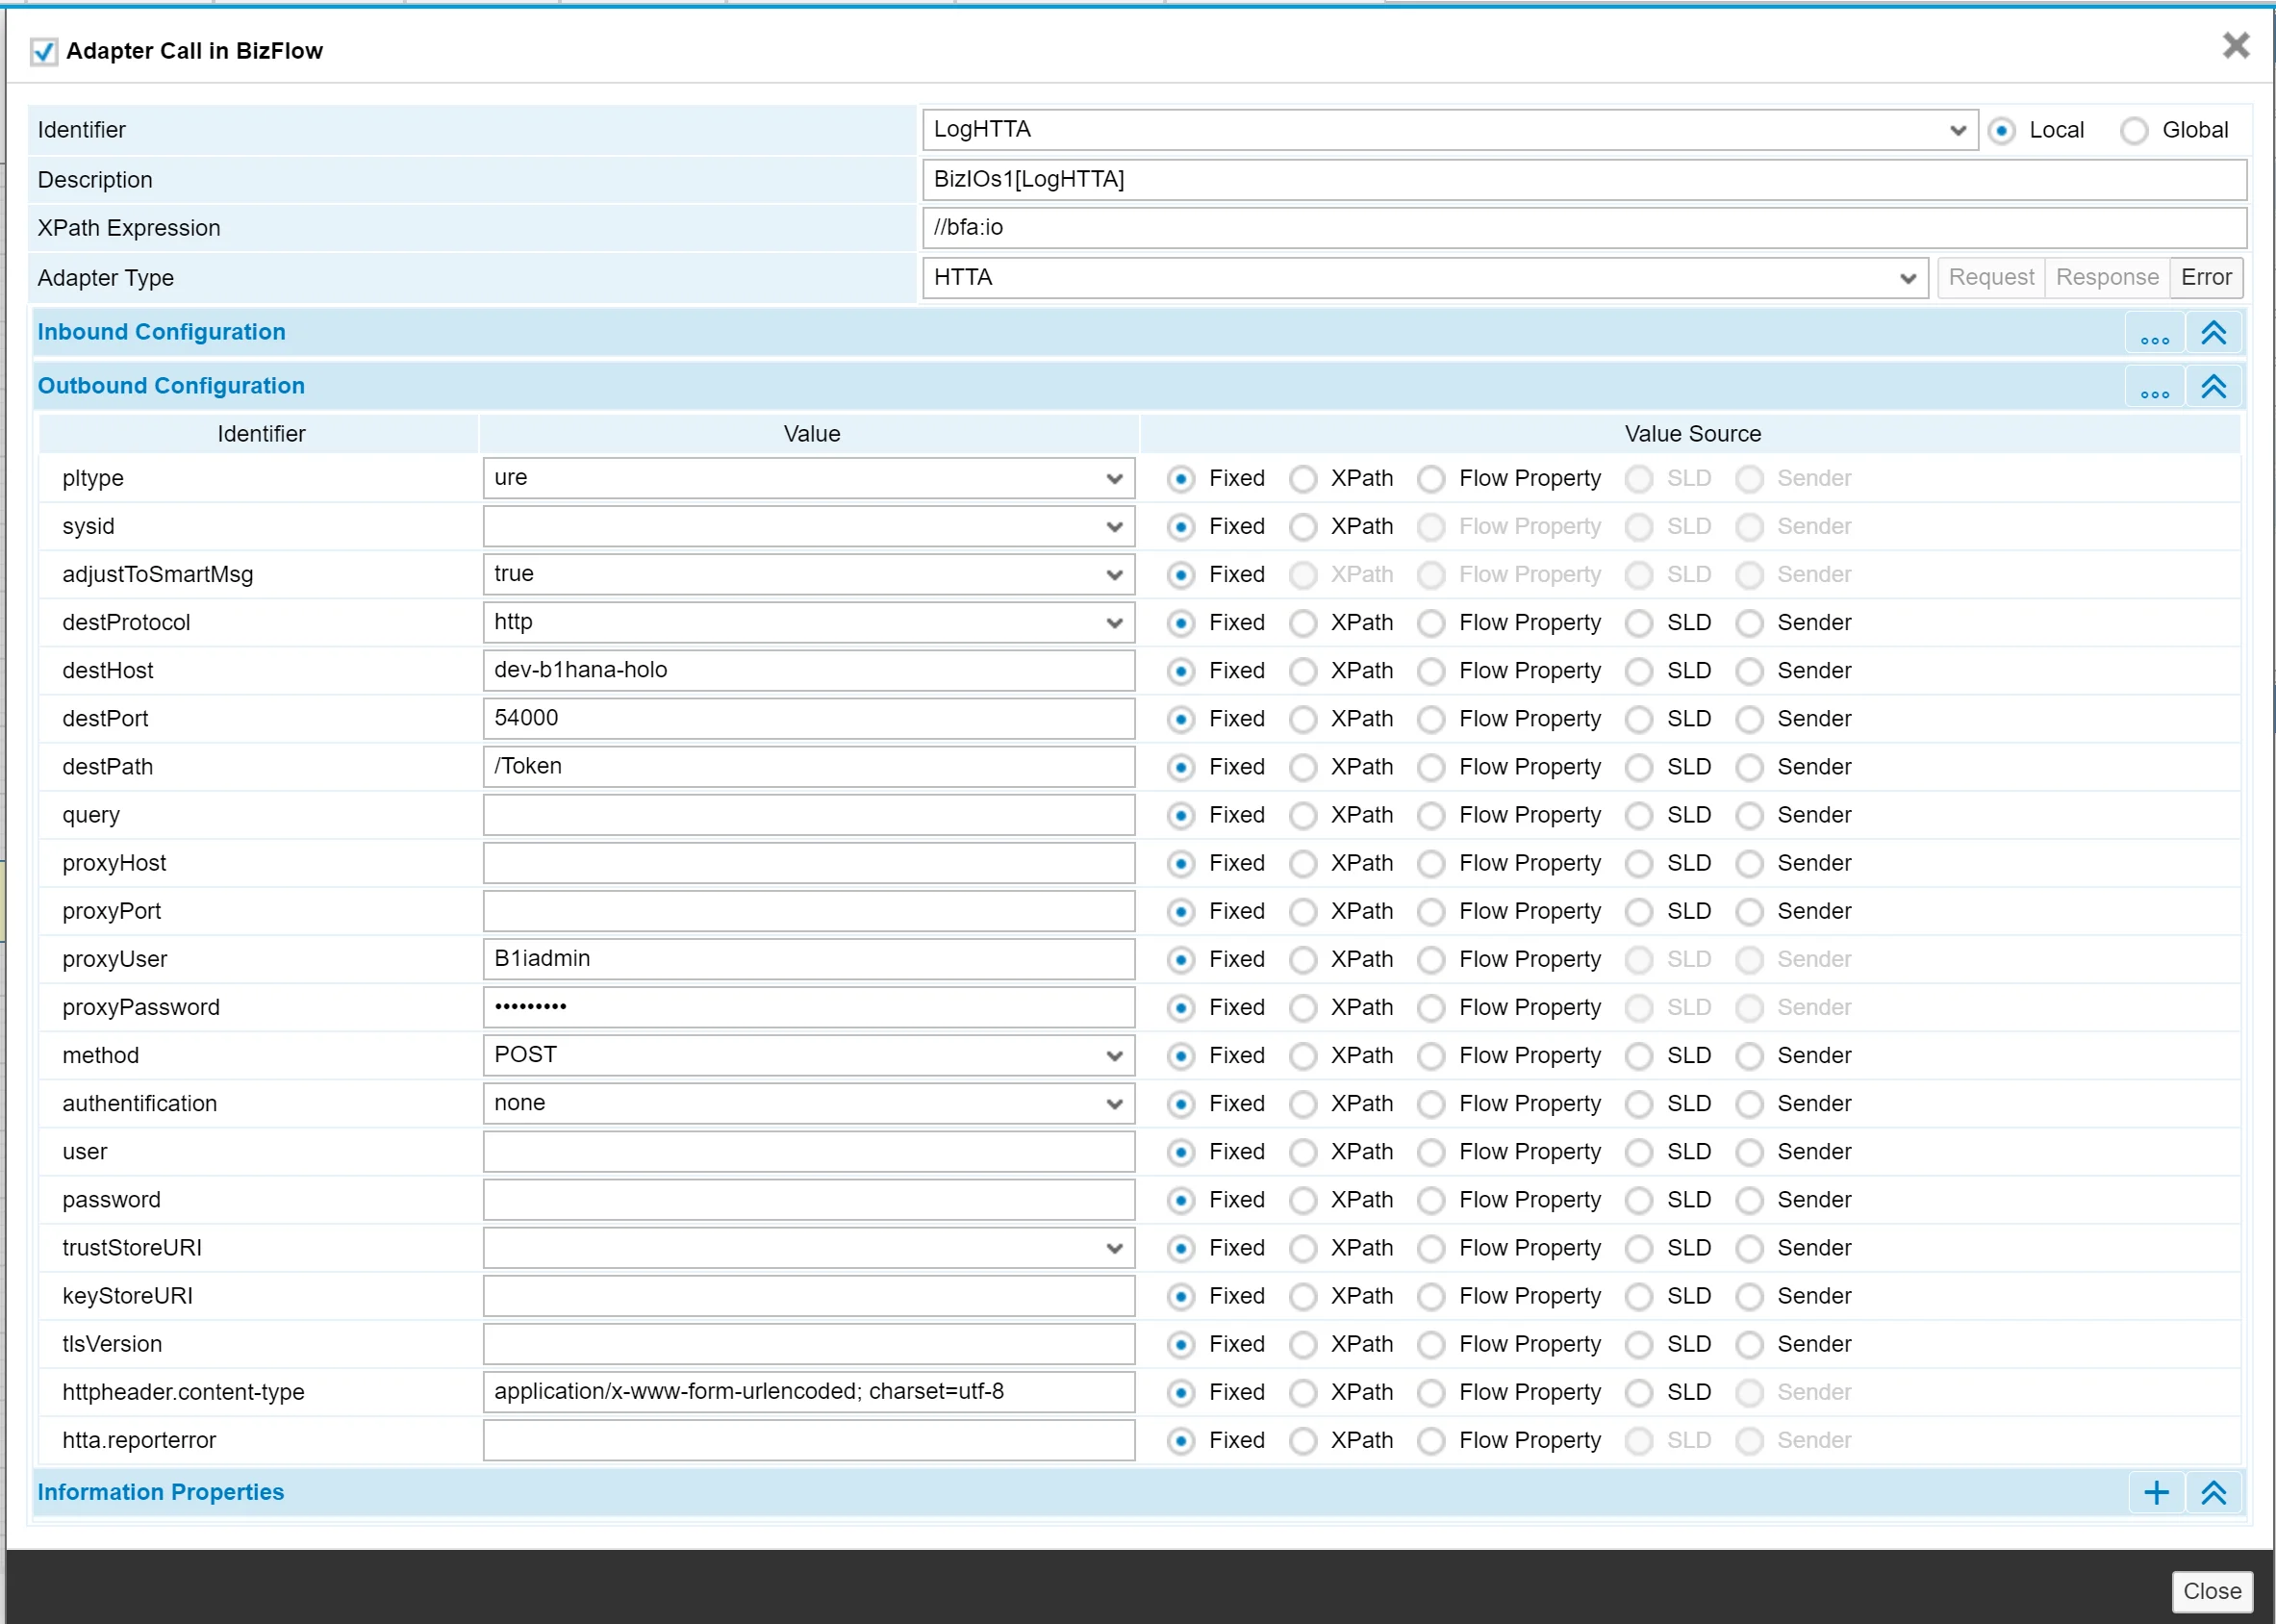 Adapter Call in BizFlow
Identifier LogHTTA Local Global
Description BizIOs1[LogHTTA]
XPath Expression //bfa:io
Adapter Type HTTA Request Response Error
Inbound Configuration ...
Outbound Configuration ...
Identifier Value Value Source
pltype ure Fixed XPath Flow Property SLD Sender
sysid Fixed XPath Flow Property SLD Sender
adjustToSmartMsg true Fixed XPath Flow Property SLD Sender
destProtocol http Fixed XPath Flow Property SLD Sender
destHost dev-b1hana-holo Fixed XPath Flow Property SLD Sender
destPort 54000 Fixed XPath Flow Property SLD Sender
destPath /Token Fixed XPath Flow Property SLD Sender
query Fixed XPath Flow Property SLD Sender
proxyHost Fixed XPath Flow Property SLD Sender
proxyPort Fixed XPath Flow Property SLD Sender
proxyUser B1iadmin Fixed XPath Flow Property SLD Sender
proxyPassword ••••••••• Fixed XPath Flow Property SLD Sender
method POST Fixed XPath Flow Property SLD Sender
authentification none Fixed XPath Flow Property SLD Sender
user Fixed XPath Flow Property SLD Sender
password Fixed XPath Flow Property SLD Sender
trustStoreURI Fixed XPath Flow Property SLD Sender
keyStoreURI Fixed XPath Flow Property SLD Sender
tlsVersion Fixed XPath Flow Property SLD Sender
httpheader.content-type application/x-www-form-urlencoded; charset=utf-8 Fixed XPath Flow Property SLD Sender
htta.reporterror Fixed XPath Flow Property SLD Sender
Information Properties +
Close